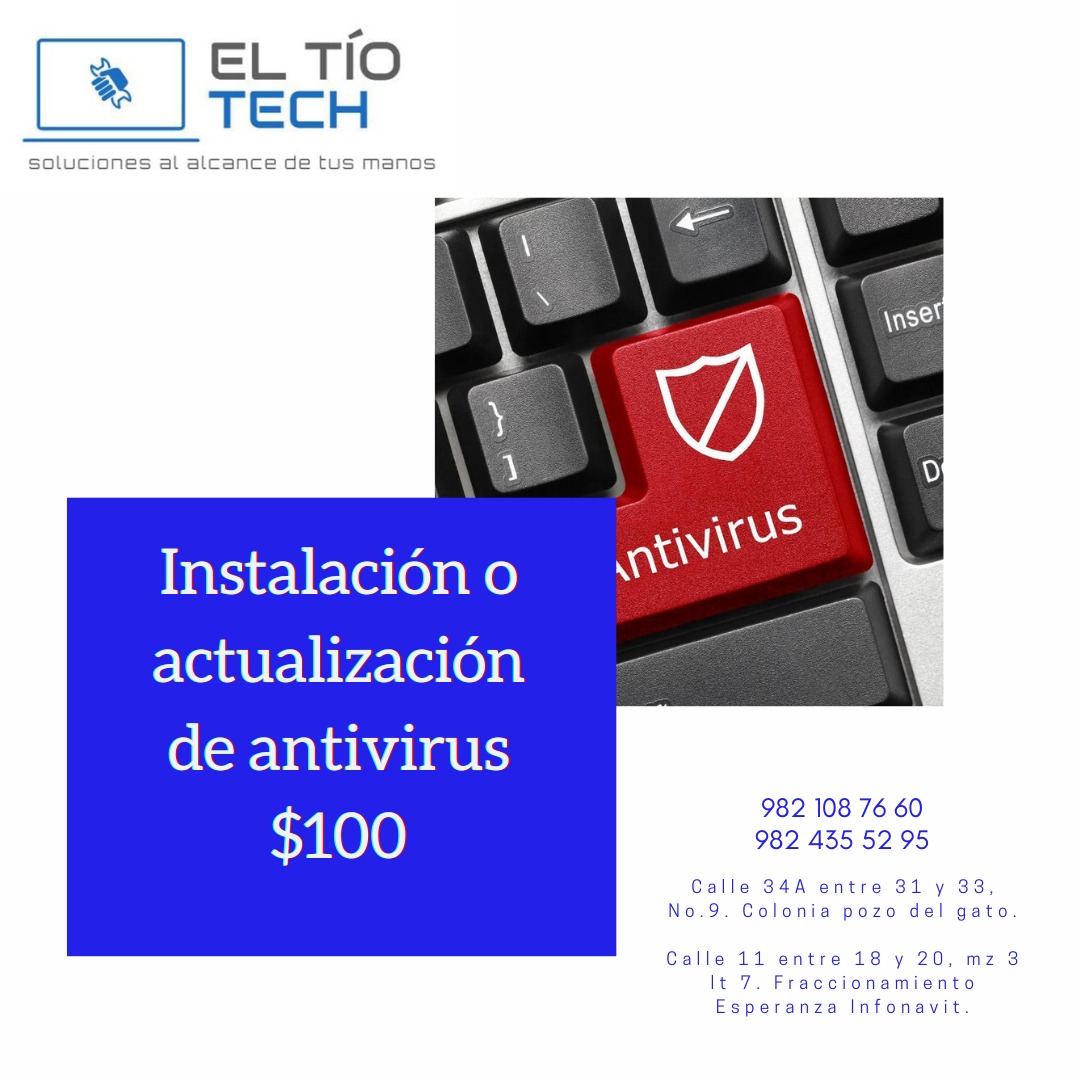 EL TÍO
TECH
soluciones al alcance de tus manos
|
\
Insert
}
]
Antivirus
Instalación o
actualización
de antivirus
$100
982 108 76 60
982 435 52 95
Calle 34A entre 31 y 33,
No.9. Colonia pozo del gato.
Calle 11 entre 18 y 20, mz 3
lt 7. Fraccionamiento
Esperanza Infonavit.